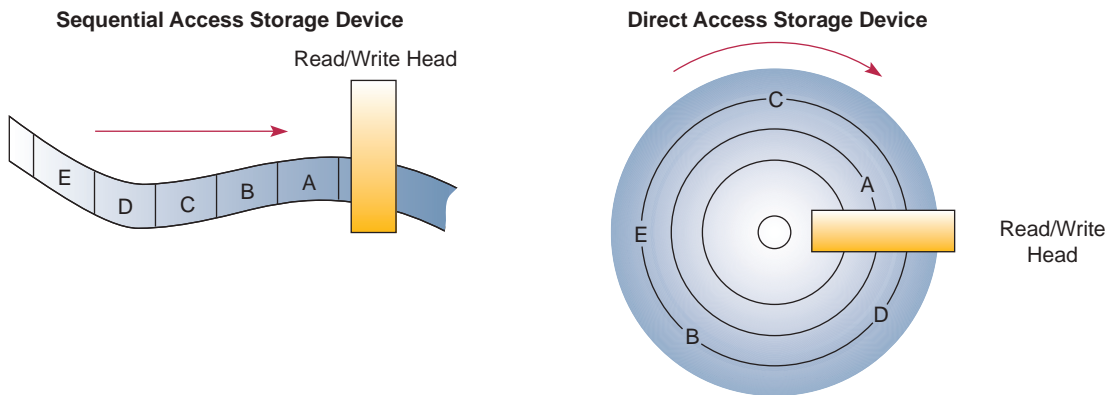 Sequential Access Storage Device
Read/Write Head
E
D
C
B
A
Direct Access Storage Device
C
A
E
Read/Write
Head
D
B